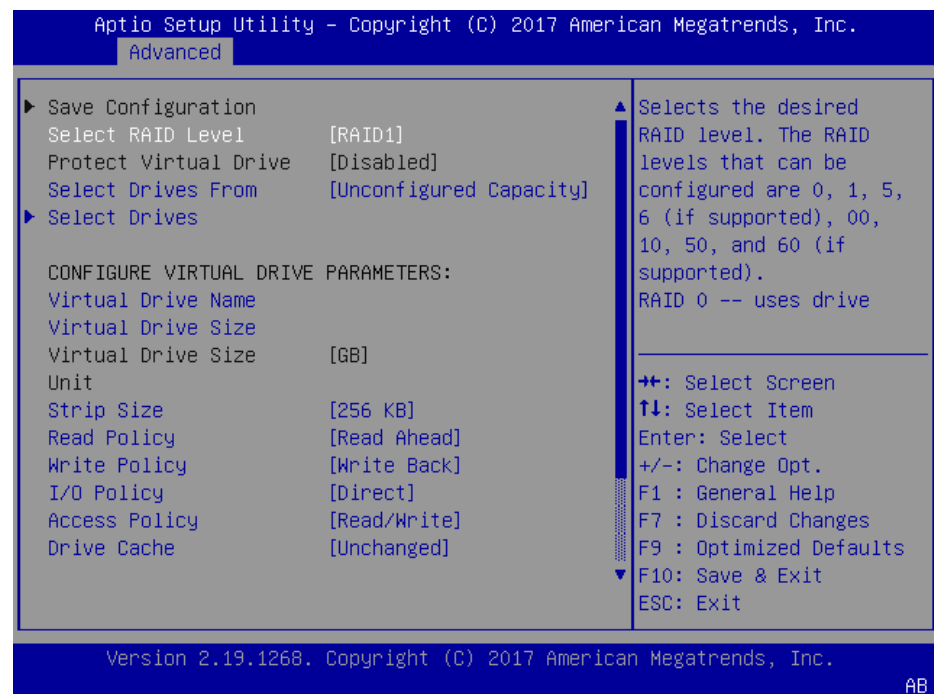 Aptio Setup Utility – Copyright (C) 2017 American Megatrends, Inc.
Advanced
Save Configuration
Select RAID Level [RAID1]
Protect Virtual Drive [Disabled]
Select Drives From [Unconfigured Capacity]
Select Drives
CONFIGURE VIRTUAL DRIVE PARAMETERS:
Virtual Drive Name
Virtual Drive Size
Virtual Drive Size [GB]
Unit
Strip Size [256 KB]
Read Policy [Read Ahead]
Write Policy [Write Back]
I/O Policy [Direct]
Access Policy [Read/Write]
Drive Cache [Unchanged]
Selects the desired
RAID level. The RAID
levels that can be
configured are 0, 1, 5,
6 (if supported), 00,
10, 50, and 60 (if
supported).
RAID 0 -- uses drive
→←: Select Screen
↑↓: Select Item
Enter: Select
+/-: Change Opt.
F1 : General Help
F7 : Discard Changes
F9 : Optimized Defaults
F10: Save & Exit
ESC: Exit
Version 2.19.1268. Copyright (C) 2017 American Megatrends, Inc.
AB